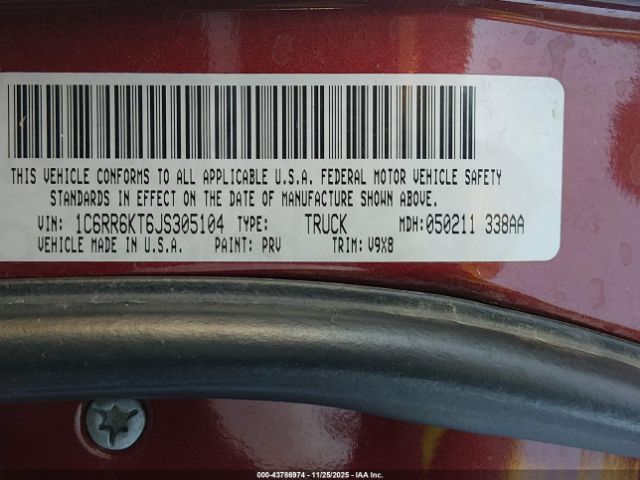 THIS VEHICLE CONFORMS TO ALL APPLICABLE U.S.A. FEDERAL MOTOR VEHICLE SAFETY
STANDARDS IN EFFECT ON THE DATE OF MANUFACTURE SHOWN ABOVE.
VIN: 1C6RR6KT6JS305104 TYPE: TRUCK MDH: 050211 338AA
VEHICLE MADE IN U.S.A. PAINT: PRV TRIM: V9X8
00-43786974 | 11/25/2025 | IAA Inc.